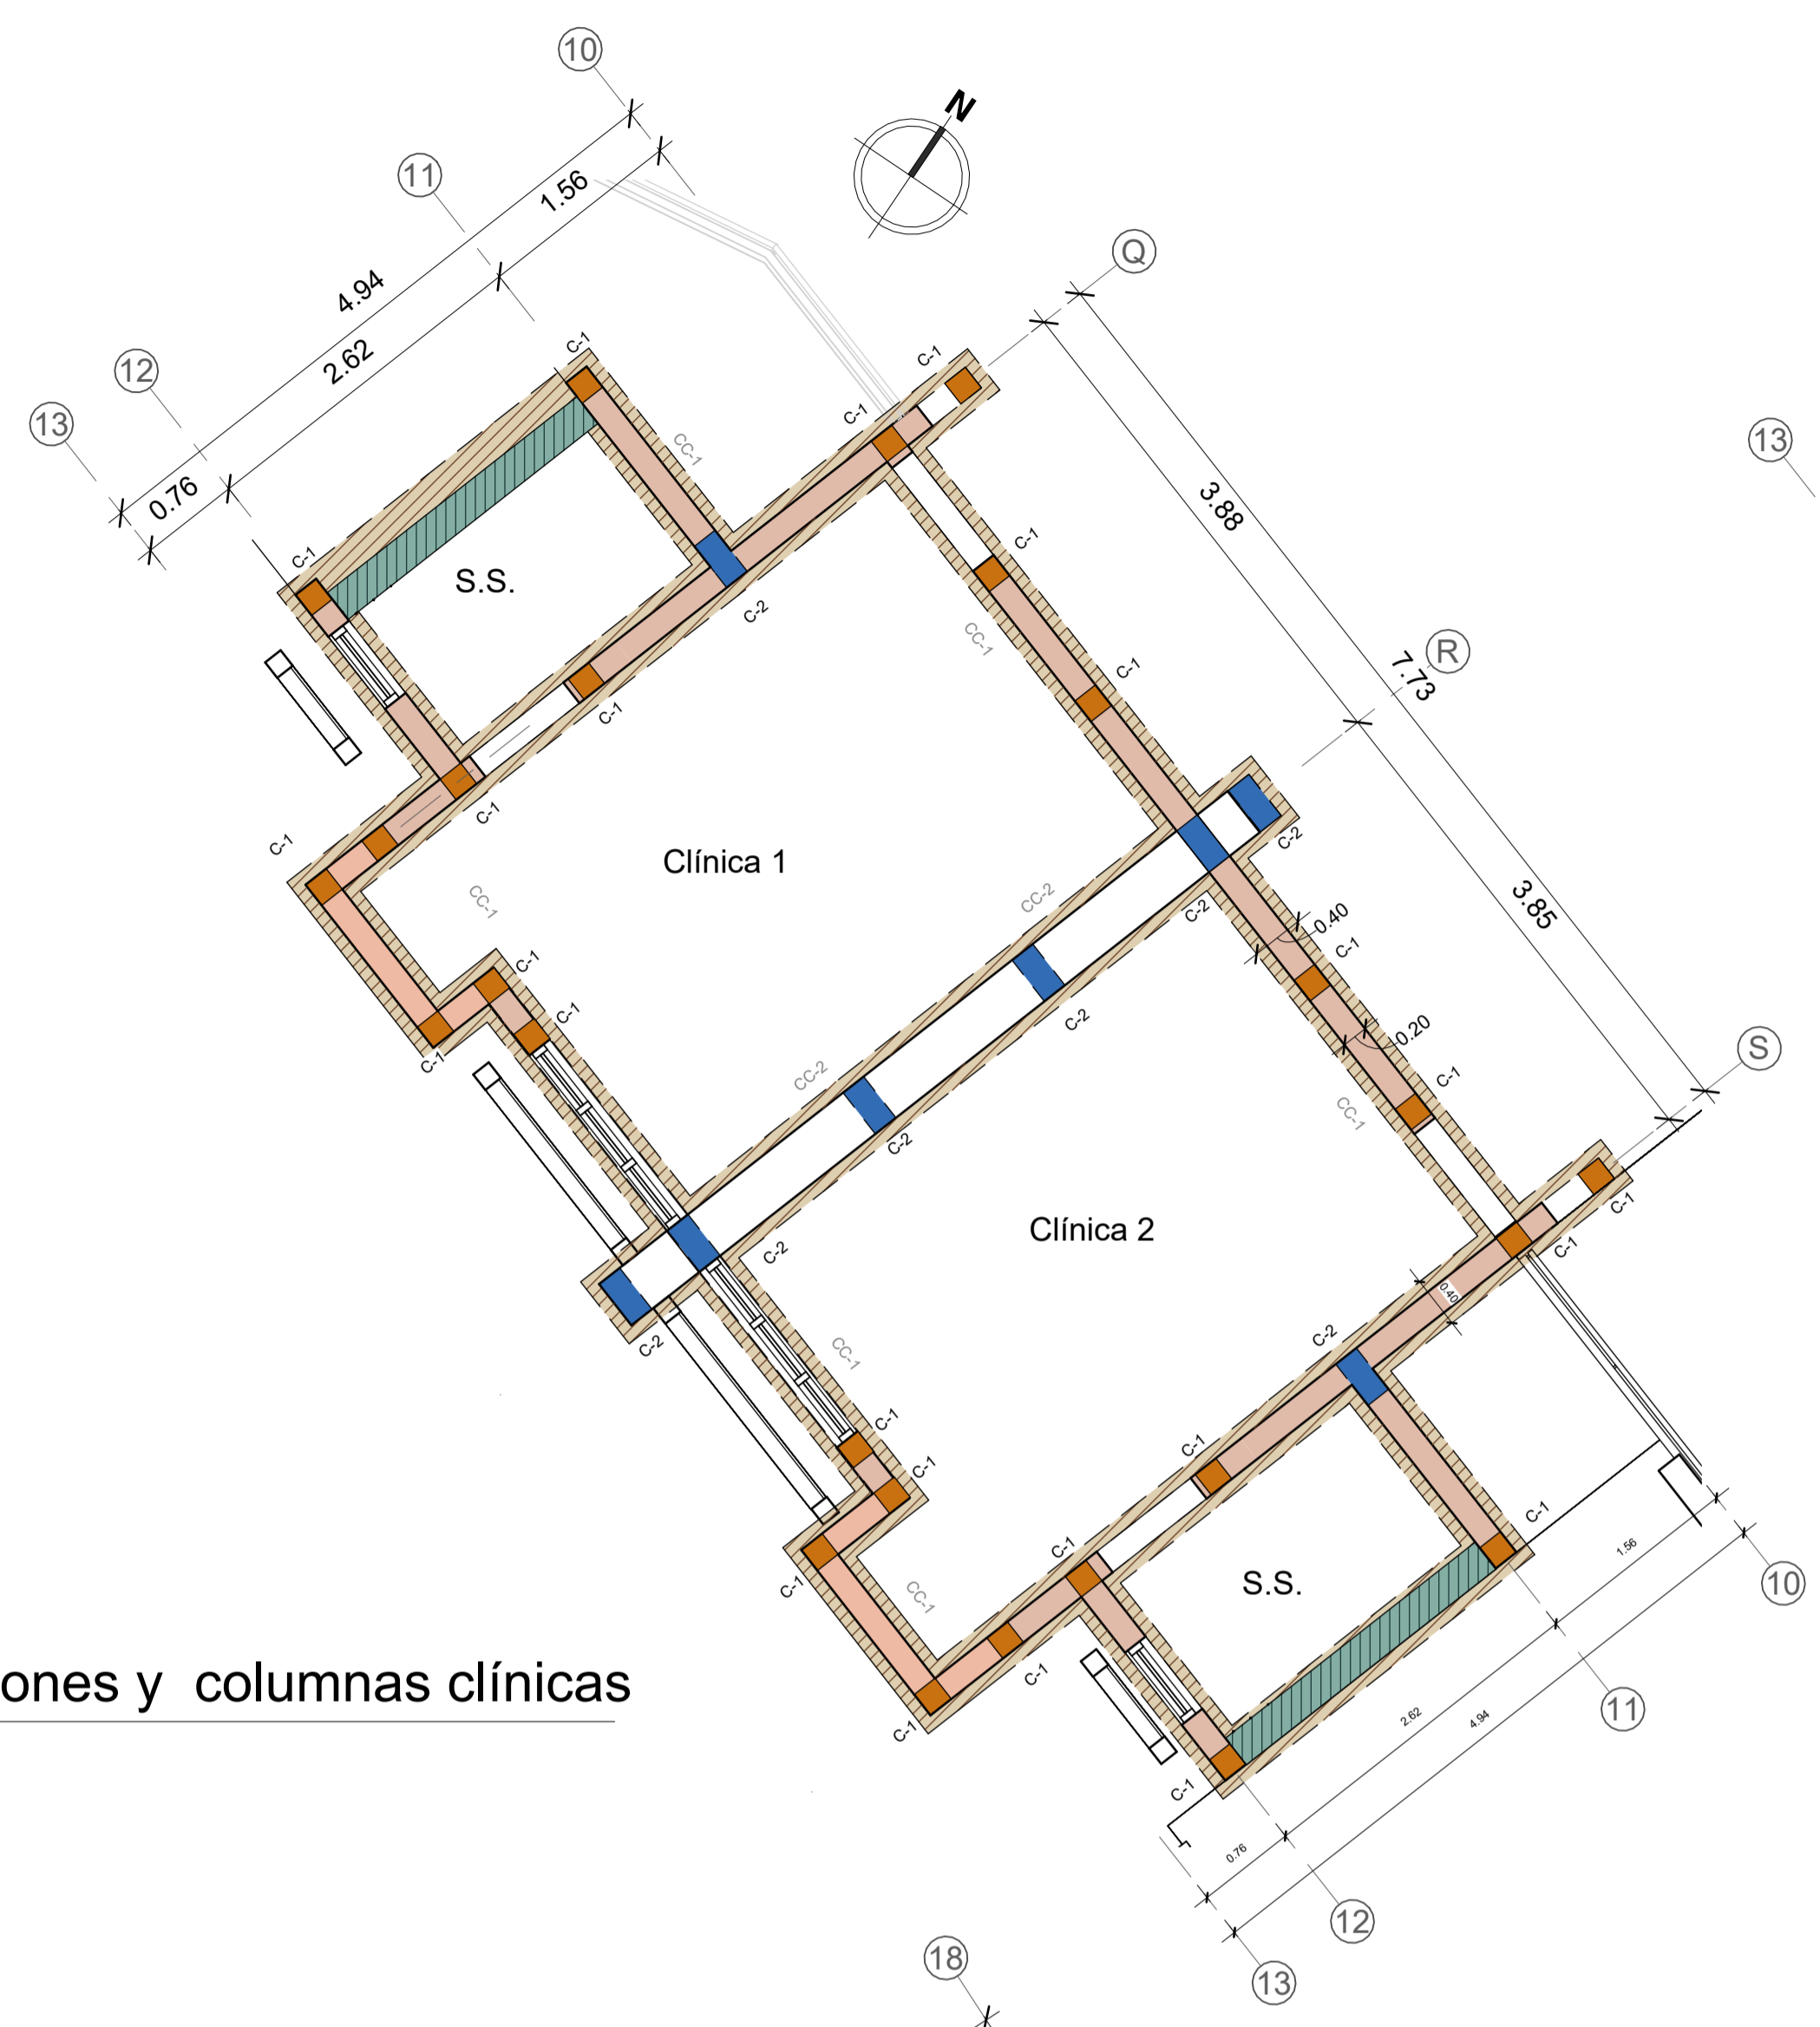 10
N
11
1.56
Q
4.94
C-1
C-1
2.62
12
13
C-1
13
CC-1
3.88
0.76
C-1
C-1
S.S.
C-2
CC-1
R
7.73
C-1
C-1
C-1
C-1
Clínica 1
C-2
CC-1
CC-2
C-2
3.85
0.40
C-1
C-1
C-1
C-2
0.20
C-1
CC-2
C-1
S
CC-1
C-2
C-1
Clínica 2
C-2
C-1
0.40
C-2
CC-1
C-2
C-1
C-1
C-1
C-1
C-1
1.56
C-1
S.S.
10
C-1
CC-1
ones y columnas clínicas
C-1
11
2.62
4.94
C-1
C-1
0.76
12
18
13